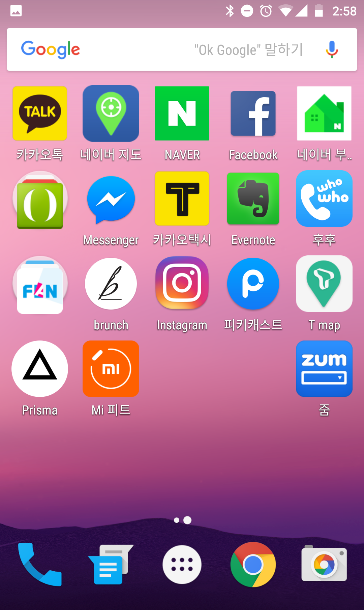 2:58
Google
"Ok Google" 말하기
TALK
N
f
카카오톡
네이버 지도
NAVER
Facebook
네이버 부..
T
who
who
Messenger
카카오택시
Evernote
후후
FLAN
brunch
Instagram
피키캐스트
T map
mi
zum
Prisma
Mi 피트
줌